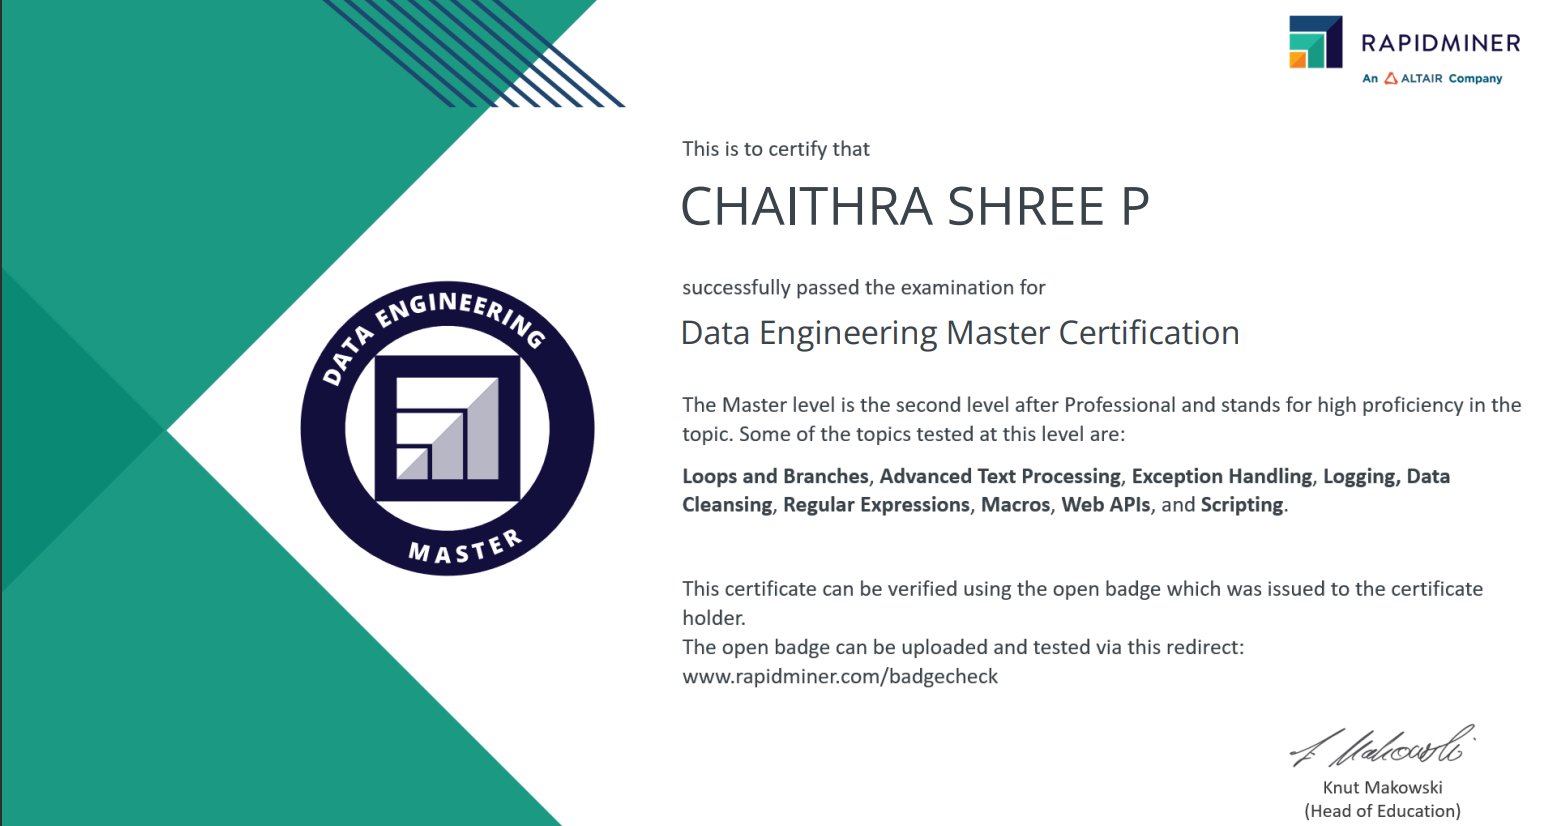 RAPIDMINER
An ALTAIR Company
This is to certify that
CHAITHRA SHREE P
successfully passed the examination for
Data Engineering Master Certification
DATA ENGINEERING
MASTER
The Master level is the second level after Professional and stands for high proficiency in the
topic. Some of the topics tested at this level are:
Loops and Branches, Advanced Text Processing, Exception Handling, Logging, Data
Cleansing, Regular Expressions, Macros, Web APIs, and Scripting.
This certificate can be verified using the open badge which was issued to the certificate
holder.
The open badge can be uploaded and tested via this redirect:
www.rapidminer.com/badgecheck
Knut Makowski
(Head of Education)